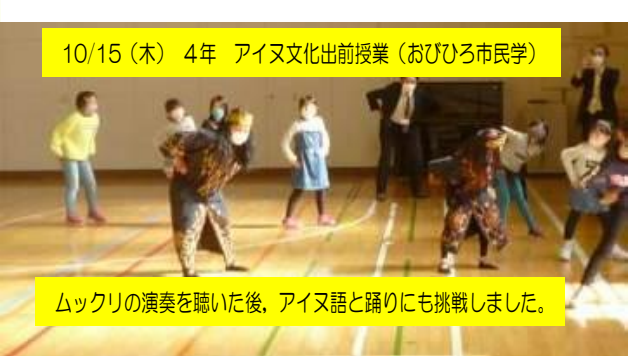 10/15（木）　4年　アイヌ文化出前授業（おびひろ市民学）
ムックリの演奏を聴いた後，アイヌ語と踊りにも挑戦しました。